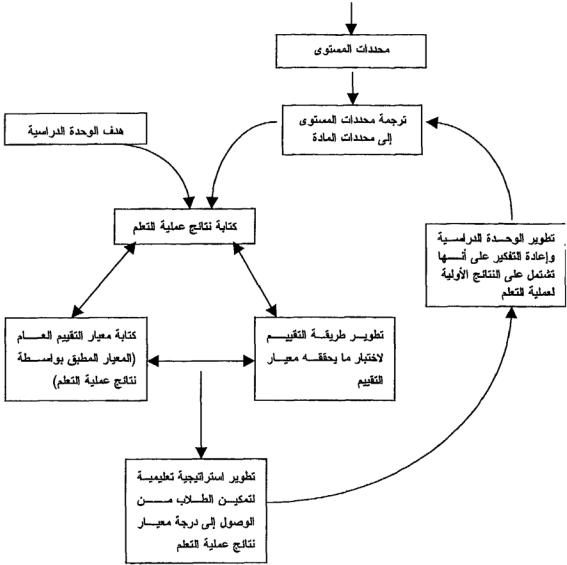 محددات المستوى
ترجمة محددات المستوى
إلى محددات المادة
هدف الوحدة الدراسية
كتابة نتائج عملية التعلم
تطوير الوحدة الدراسية
وإعادة التفكير على أنها
تشتمل على النتائج الأولية
لعملية التعلم
تطوير طريقة التقييم
لاختبار ما يحققه معيار
التقييم
كتابة معيار التقييم العام
(المعيار المطبق بواسطة
نتائج عملية التعلم)
تطوير استراتيجية تعليمية
لتمكين الطلاب من
الوصول إلى درجة معيار
نتائج عملية التعلم